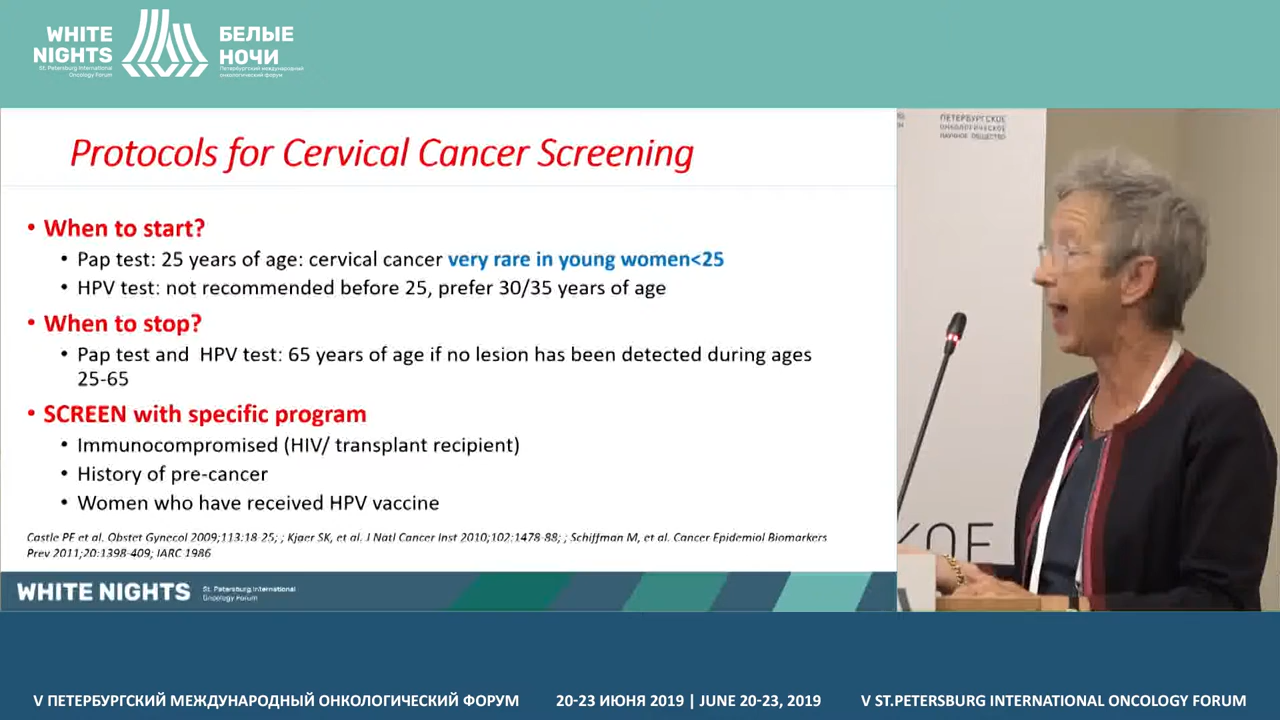 WHITE
NIGHTS
St. Petersburg International
Oncology Forum
БЕЛЫЕ
НОЧИ
Петербургский международный
онкологический форум
Protocols for Cervical Cancer Screening
• When to start?
• Pap test: 25 years of age: cervical cancer very rare in young women<25
• HPV test: not recommended before 25, prefer 30/35 years of age
• When to stop?
• Pap test and HPV test: 65 years of age if no lesion has been detected during ages
25-65
• SCREEN with specific program
• Immunocompromised (HIV/ transplant recipient)
• History of pre-cancer
• Women who have received HPV vaccine
Castle PE et al. Obstet Gynecol 2009;113:18-25; ; Kjaer SK, et al. J Natl Cancer Inst 2010;102:1478-88; ; Schiffman M, et al. Cancer Epidemiol Biomarkers
Prev 2011;20:1398-409; IARC 1986
WHITE NIGHTS
St. Petersburg International
Oncology Forum
ПЕТЕРБУРГСКОЕ
ОНКОЛОГИЧЕСКОЕ
НАУЧНОЕ ОБЩЕСТВО
КОЕ
V ПЕТЕРБУРГСКИЙ МЕЖДУНАРОДНЫЙ ОНКОЛОГИЧЕСКИЙ ФОРУМ
20-23 ИЮНЯ 2019 | JUNE 20-23, 2019
V ST.PETERSBURG INTERNATIONAL ONCOLOGY FORUM